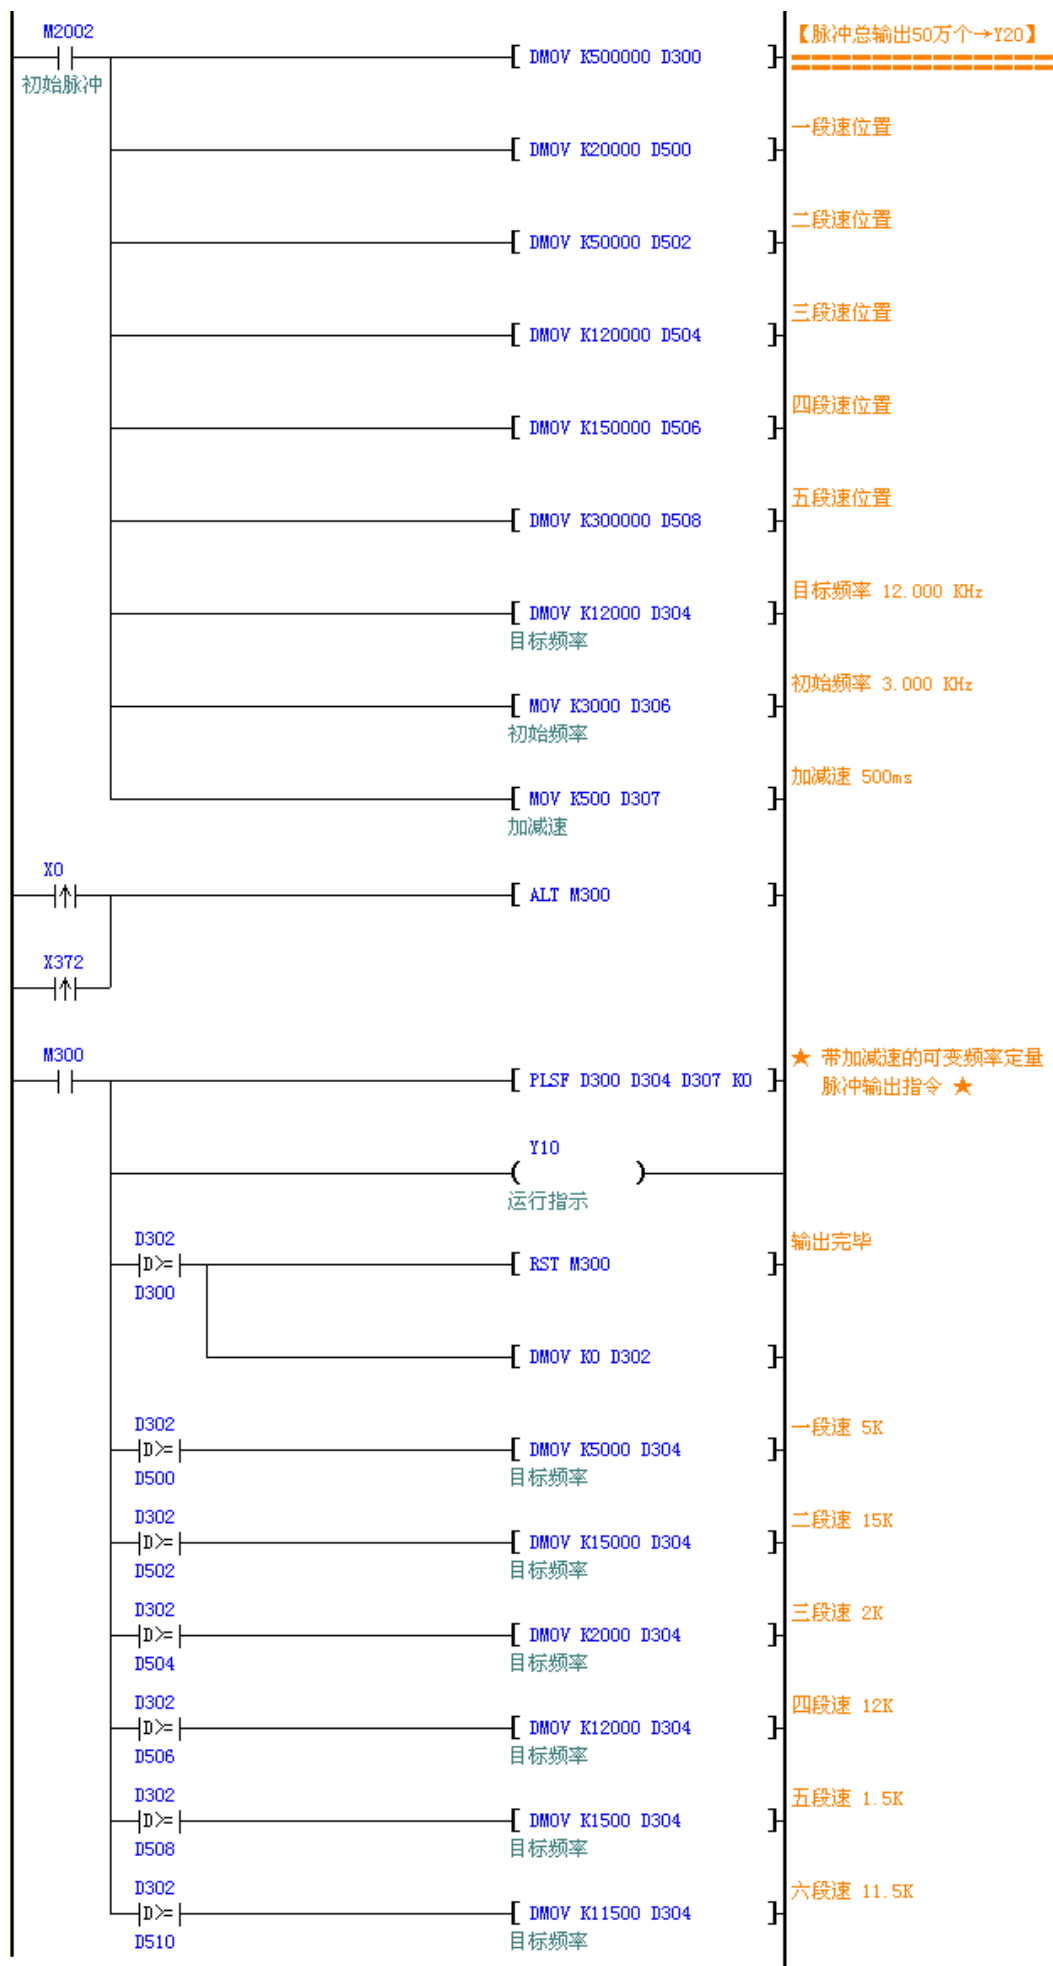 M2002
初始脉冲
DMOV K500000 D300
【脉冲总输出50万个→Y20】
==============
DMOV K20000 D500
一段速位置
DMOV K50000 D502
二段速位置
DMOV K120000 D504
三段速位置
DMOV K150000 D506
四段速位置
DMOV K300000 D508
五段速位置
DMOV K12000 D304
目标频率
目标频率 12.000 KHz
MOV K3000 D306
初始频率
初始频率 3.000 KHz
MOV K500 D307
加减速
加减速 500ms
X0
ALT M300
X372
M300
PLSF D300 D304 D307 K0
★ 带加减速的可变频率定量
脉冲输出指令 ★
Y10
运行指示
D302
D>=
D300
RST M300
输出完毕
DMOV K0 D302
D302
D>=
D500
DMOV K5000 D304
目标频率
一段速 5K
D302
D>=
D502
DMOV K15000 D304
目标频率
二段速 15K
D302
D>=
D504
DMOV K2000 D304
目标频率
三段速 2K
D302
D>=
D506
DMOV K12000 D304
目标频率
四段速 12K
D302
D>=
D508
DMOV K1500 D304
目标频率
五段速 1.5K
D302
D>=
D510
DMOV K11500 D304
目标频率
六段速 11.5K